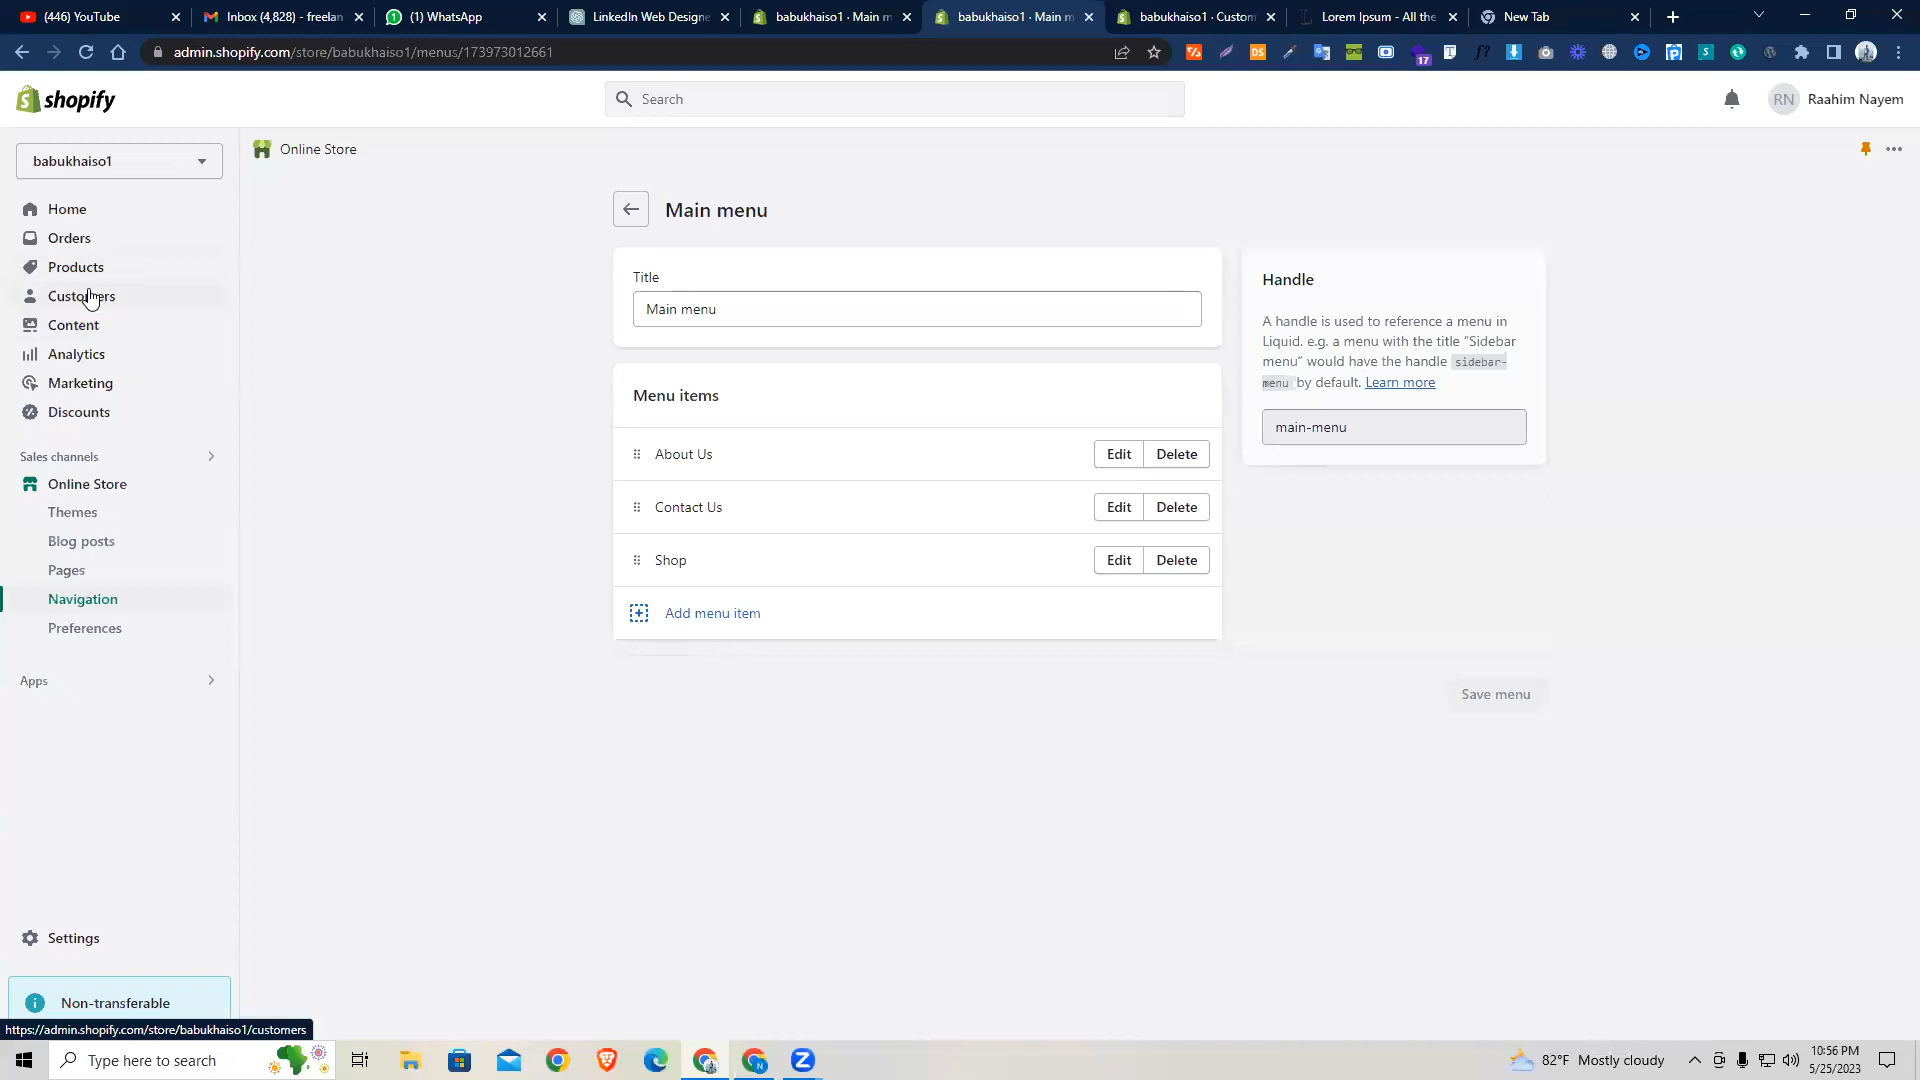 (446) YouTube
Inbox (4,828) - freelan
(1) WhatsApp
LinkedIn Web Designe
babukhaiso1 · Main m
babukhaiso1 · Main m
babukhaiso1 · Custom
Lorem Ipsum - All the
New Tab
admin.shopify.com/store/babukhaiso1/menus/173973012661
17
shopify
Search
RN
Raahim Nayem
babukhaiso1
Online Store
Home
Orders
Products
Customers
Content
Analytics
Marketing
Discounts
Sales channels
Online Store
Themes
Blog posts
Pages
Navigation
Preferences
Apps
Settings
Non-transferable
https://admin.shopify.com/store/babukhaiso1/customers
Main menu
Title
Main menu
Menu items
About Us
Edit
Delete
Contact Us
Edit
Delete
Shop
Edit
Delete
Add menu item
Handle
A handle is used to reference a menu in
Liquid. e.g. a menu with the title “Sidebar
menu” would have the handle sidebar-
menu by default. Learn more
main-menu
Save menu
Type here to search
82°F Mostly cloudy
10:56 PM
5/25/2023